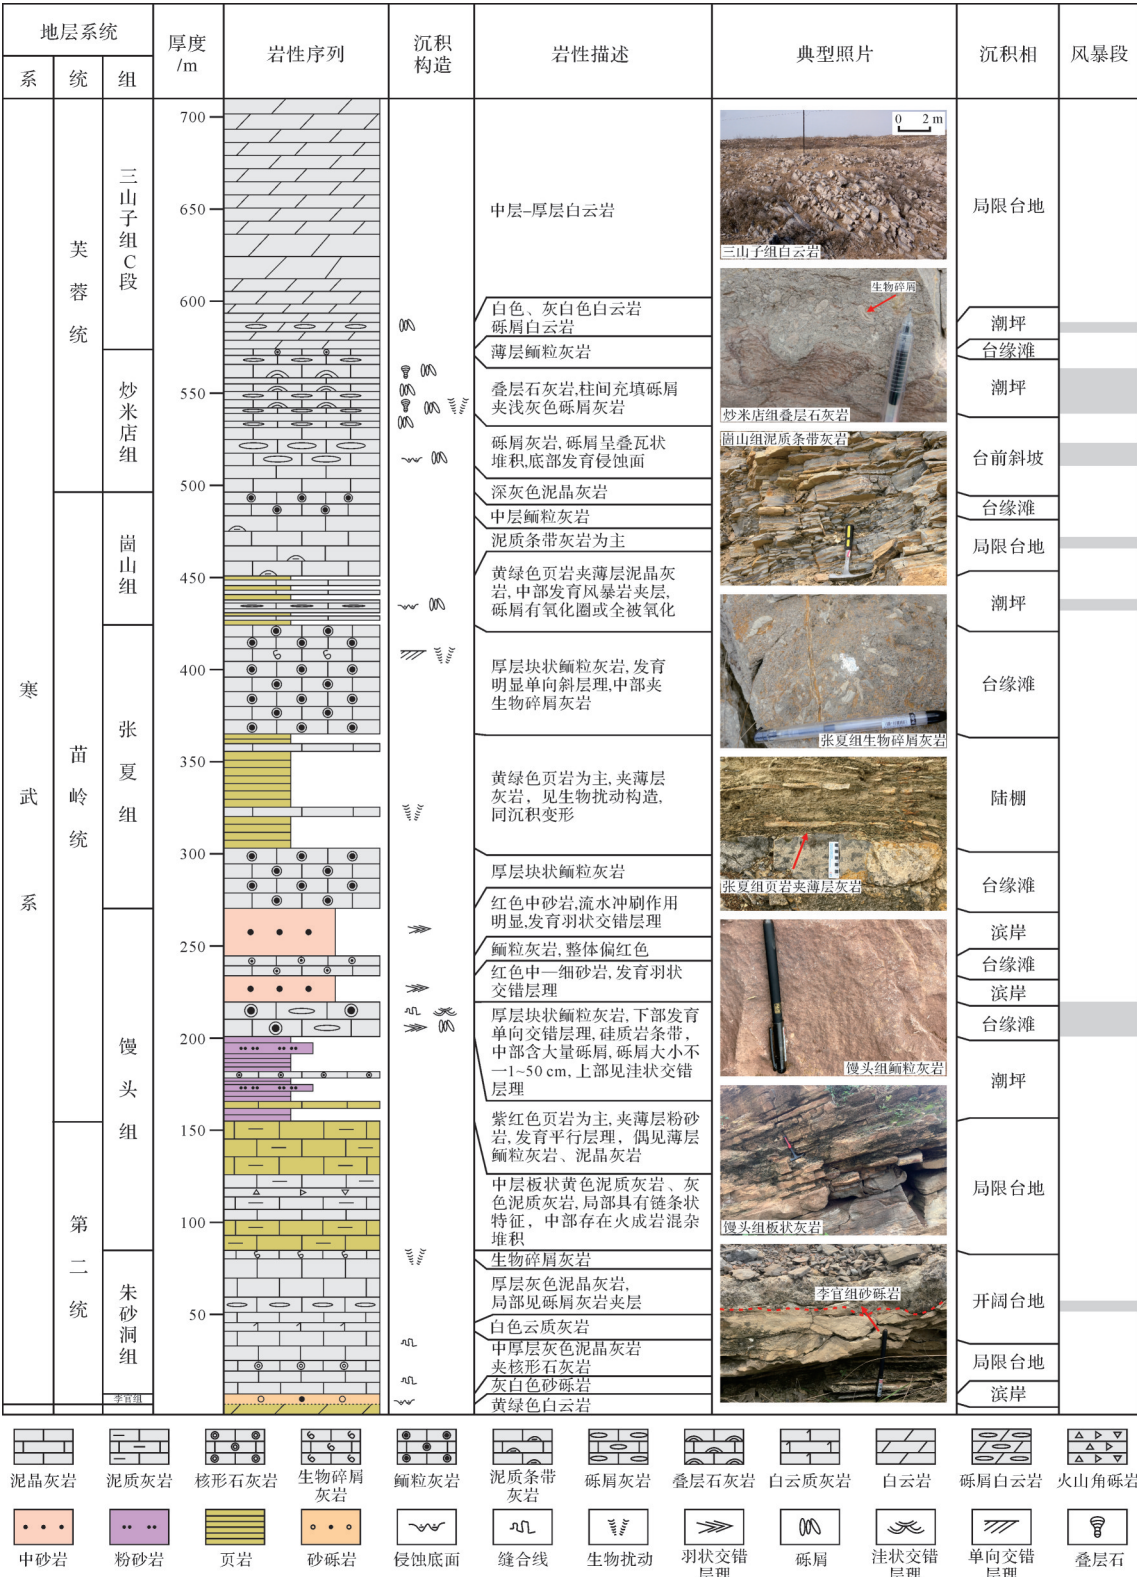 地层系统
系
统
组
厚度
/m
岩性序列
沉积
构造
岩性描述
典型照片
沉积相
风暴段
寒武系
芙蓉统
苗岭统
第二统
三山子组C段
炒米店组
崮山组
张夏组
馒头组
朱砂洞组
李官组
700
650
600
550
500
450
400
350
300
250
200
150
100
50
中层–厚层白云岩
白色、灰白色白云岩
砾屑白云岩
薄层鲕粒灰岩
叠层石灰岩,柱间充填砾屑
夹浅灰色砾屑灰岩
砾屑灰岩,砾屑呈叠瓦状
堆积,底部发育侵蚀面
深灰色泥晶灰岩
中层鲕粒灰岩
泥质条带灰岩为主
黄绿色页岩夹薄层泥晶灰
岩,中部发育风暴岩夹层,
砾屑有氧化圈或全被氧化
厚层块状鲕粒灰岩,发育
明显单向斜层理,中部夹
生物碎屑灰岩
黄绿色页岩为主,夹薄层
灰岩，见生物扰动构造,
同沉积变形
厚层块状鲕粒灰岩
红色中砂岩,流水冲刷作用
明显,发育羽状交错层理
鲕粒灰岩,整体偏红色
红色中—细砂岩,发育羽状
交错层理
厚层块状鲕粒灰岩,下部发育
单向交错层理,硅质岩条带,
中部含大量砾屑,砾屑大小不
一1~50 cm,上部见洼状交错
层理
紫红色页岩为主,夹薄层粉砂
岩,发育平行层理，偶见薄层
鲕粒灰岩、泥晶灰岩
中层板状黄色泥质灰岩、灰
色泥质灰岩,局部具有链条状
特征，中部存在火成岩混杂
堆积
生物碎屑灰岩
厚层灰色泥晶灰岩,
局部见砾屑灰岩夹层
白色云质灰岩
中厚层灰色泥晶灰岩
夹核形石灰岩
灰白色砂砾岩
黄绿色白云岩
0 2 m
三山子组白云岩
生物碎屑
炒米店组叠层石灰岩
崮山组泥质条带灰岩
张夏组生物碎屑灰岩
张夏组页岩夹薄层灰岩
馒头组鲕粒灰岩
馒头组板状灰岩
李官组砂砾岩
局限台地
潮坪
台缘滩
潮坪
台前斜坡
台缘滩
局限台地
潮坪
台缘滩
陆棚
台缘滩
滨岸
台缘滩
滨岸
台缘滩
潮坪
局限台地
开阔台地
局限台地
滨岸
泥晶灰岩
泥质灰岩
核形石灰岩
生物碎屑
灰岩
鲕粒灰岩
泥质条带
灰岩
砾屑灰岩
叠层石灰岩
白云质灰岩
白云岩
砾屑白云岩
火山角砾岩
中砂岩
粉砂岩
页岩
砂砾岩
侵蚀底面
缝合线
生物扰动
羽状交错
层理
砾屑
洼状交错
层理
单向交错
层理
叠层石